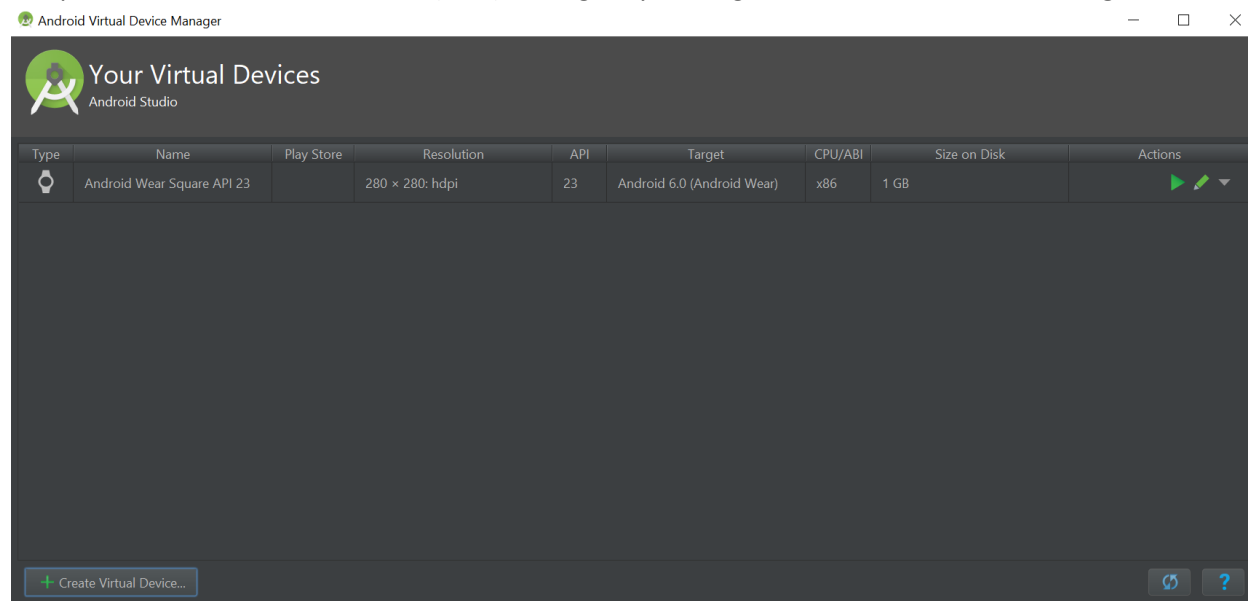 Android Virtual Device Manager
Your Virtual Devices
Android Studio
Type Name Play Store Resolution API Target CPU/ABI Size on Disk Actions
Android Wear Square API 23 280 × 280: hdpi 23 Android 6.0 (Android Wear) x86 1 GB
+ Create Virtual Device...
?